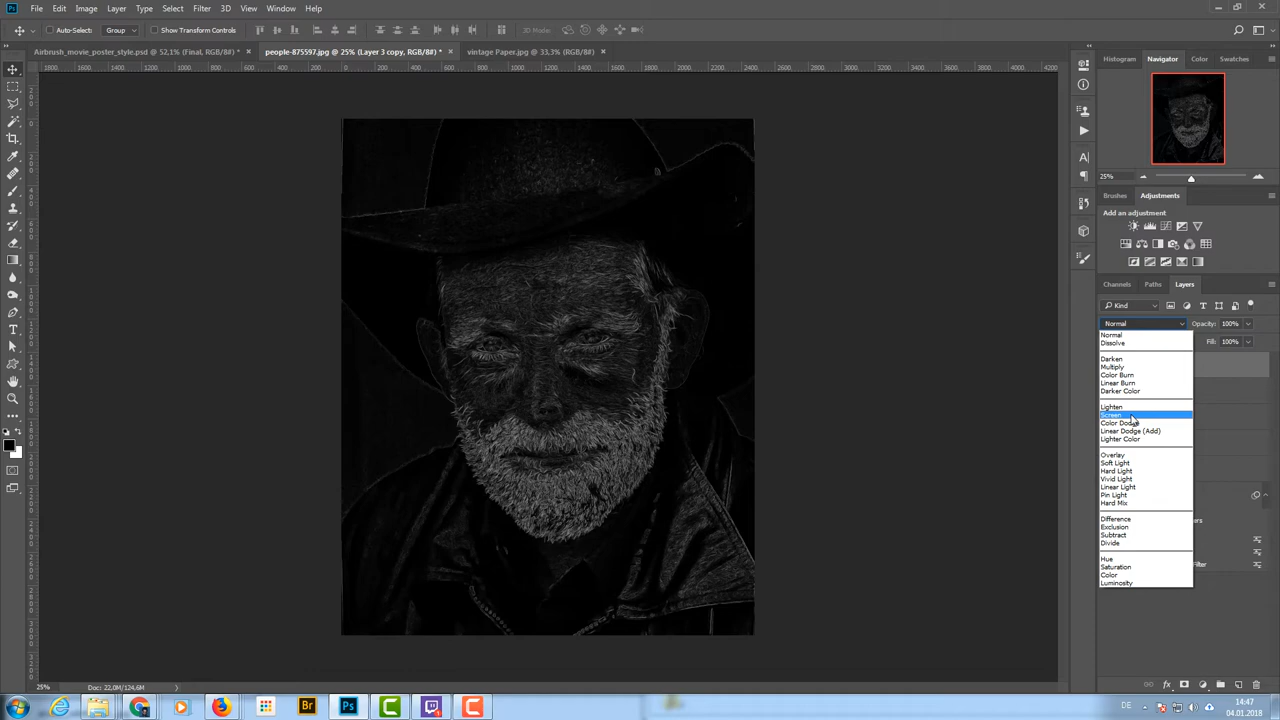 Ps File Edit Image Layer Type Select Filter 3D View Window Help
Auto-Select: Group Show Transform Controls 3D Mode:
Airbrush_movie_poster_style.psd @ 52,1% (Final, RGB/8#) * ×
people-875597.jpg @ 25% (Layer 3 copy, RGB/8#) * ×
vintage Paper.jpg @ 33,3% (RGB/8#) ×
Histogram Navigator Color Swatches
25%
Brushes Adjustments
Add an adjustment
Channels Paths Layers
Kind
Normal Opacity: 100%
Fill: 100%
Normal
Dissolve
Darken
Multiply
Color Burn
Linear Burn
Darker Color
Lighten
Screen
Color Dodge
Linear Dodge (Add)
Lighter Color
Overlay
Soft Light
Hard Light
Vivid Light
Linear Light
Pin Light
Hard Mix
Difference
Exclusion
Subtract
Divide
Hue
Saturation
Color
Luminosity
25% Doc: 22,0M/124,6M
Br Ps DE 14:47
04.01.2018